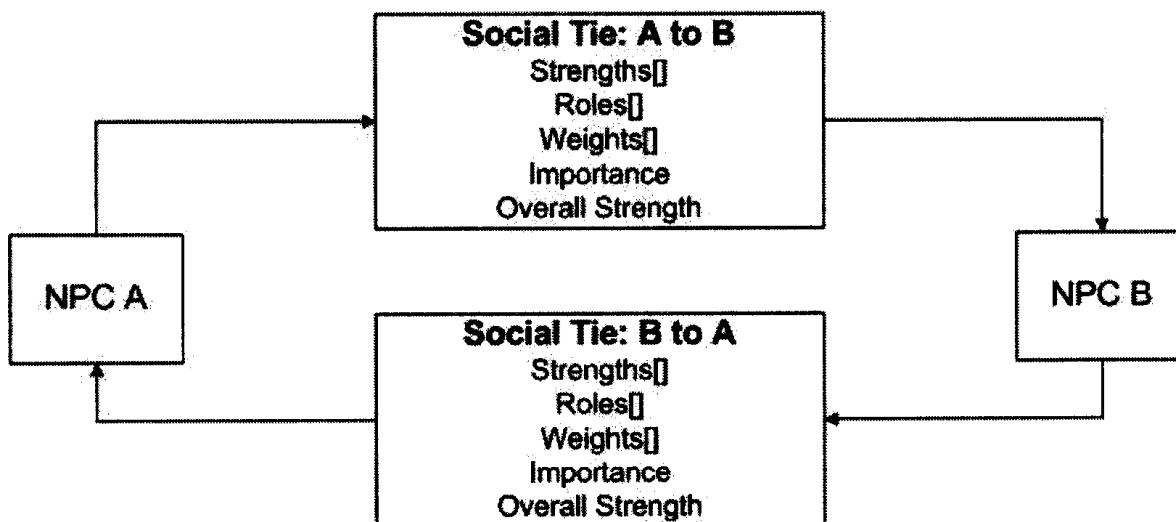 Social Tie: A to B
Strengths[]
Roles[]
Weights[]
Importance
Overall Strength
NPC A
NPC B
Social Tie: B to A
Strengths[]
Roles[]
Weights[]
Importance
Overall Strength